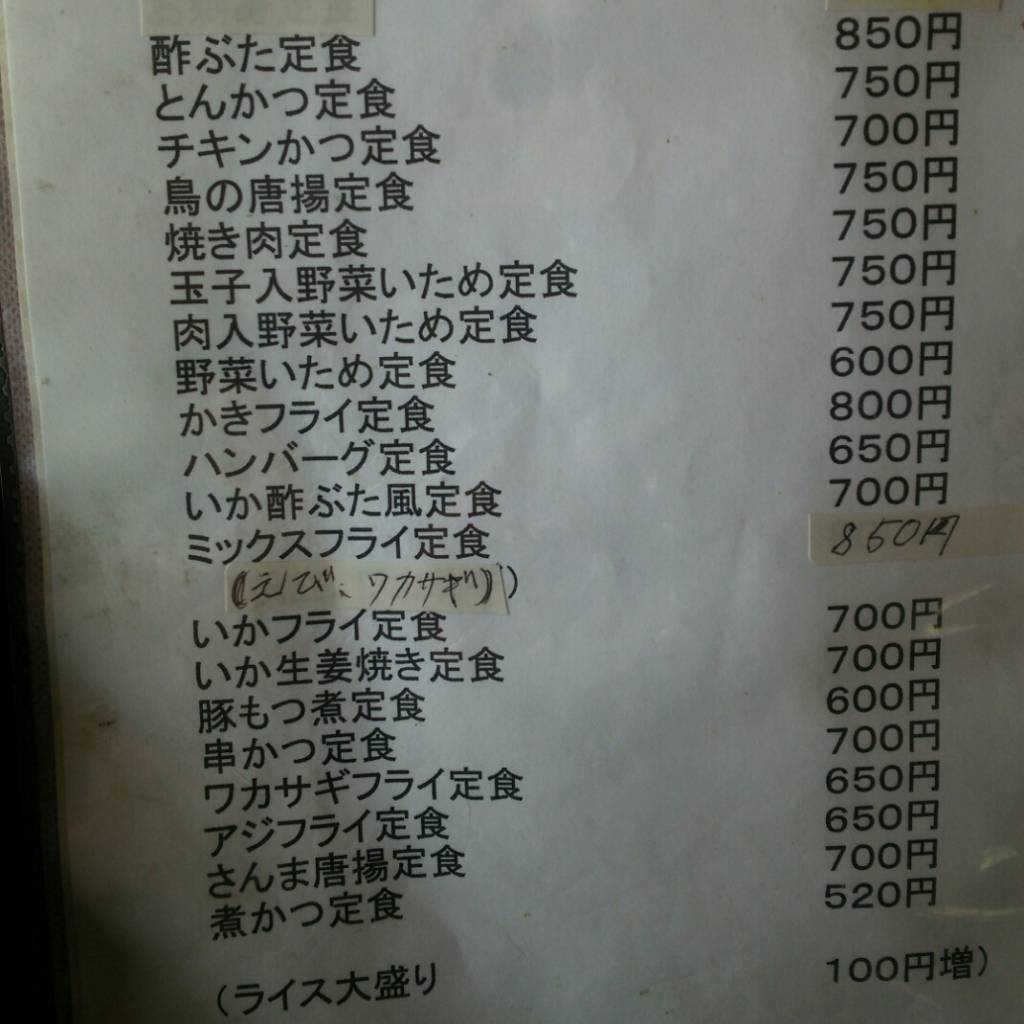 酢ぶた定食 850円
とんかつ定食 750円
チキンかつ定食 700円
鳥の唐揚定食 750円
焼き肉定食 750円
玉子入野菜いため定食 750円
肉入野菜いため定食 750円
野菜いため定食 600円
かきフライ定食 800円
ハンバーグ定食 650円
いか酢ぶた風定食 700円
ミックスフライ定食 850円
(えび、ワカサギ)
いかフライ定食 700円
いか生姜焼き定食 700円
豚もつ煮定食 600円
串かつ定食 700円
ワカサギフライ定食 650円
アジフライ定食 650円
さんま唐揚定食 700円
煮かつ定食 520円
(ライス大盛り 100円増)